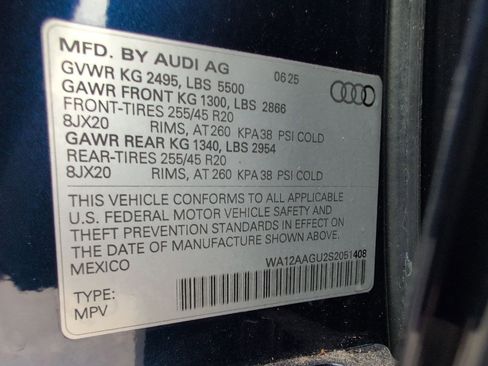 MFD. BY AUDI AG 06 25
GVWR KG 2495, LBS 5500
GAWR FRONT KG 1300, LBS 2866
FRONT-TIRES 255/45 R20
8JX20 RIMS, AT 260 KPA 38 PSI COLD
GAWR REAR KG 1340, LBS 2954
REAR-TIRES 255/45 R20
8JX20 RIMS, AT 260 KPA 38 PSI COLD
THIS VEHICLE CONFORMS TO ALL APPLICABLE
U.S. FEDERAL MOTOR VEHICLE SAFETY AND
THEFT PREVENTION STANDARDS IN EFFECT ON
THE DATE OF MANUFACTURE SHOWN ABOVE.
MEXICO WA12AAGU2S2051408
TYPE:
MPV